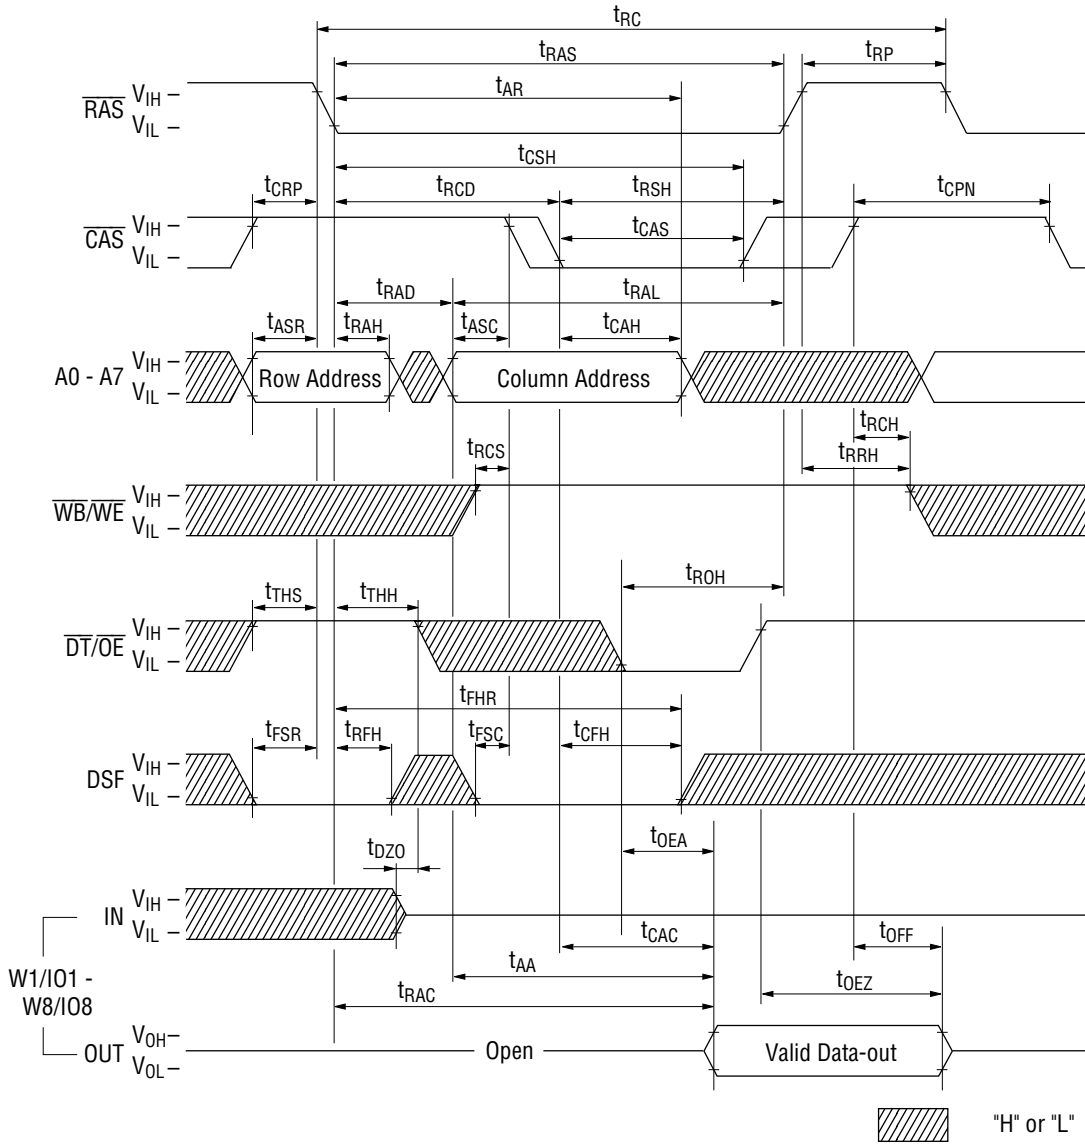 tRC
tRAS tRP
tAR
RAS VIH –
VIL –
tCSH
tCRP tRCD tRSH tCPN
CAS VIH –
VIL –
tCAS
tRAD tRAL
tASR tRAH tASC tCAH
A0 - A7 VIH –
VIL –
Row Address Column Address
tRCH
tRCS tRRH
WB/WE VIH –
VIL –
tROH
tTHS tTHH
DT/OE VIH –
VIL –
tFHR
tFSR tRFH tFSC tCFH
DSF VIH –
VIL –
tOEA
tDZO
IN VIH –
VIL –
tCAC tOFF
tAA tOEZ
tRAC
W1/IO1 -
W8/IO8
OUT VOH –
VOL –
Open Valid Data-out
"H" or "L"